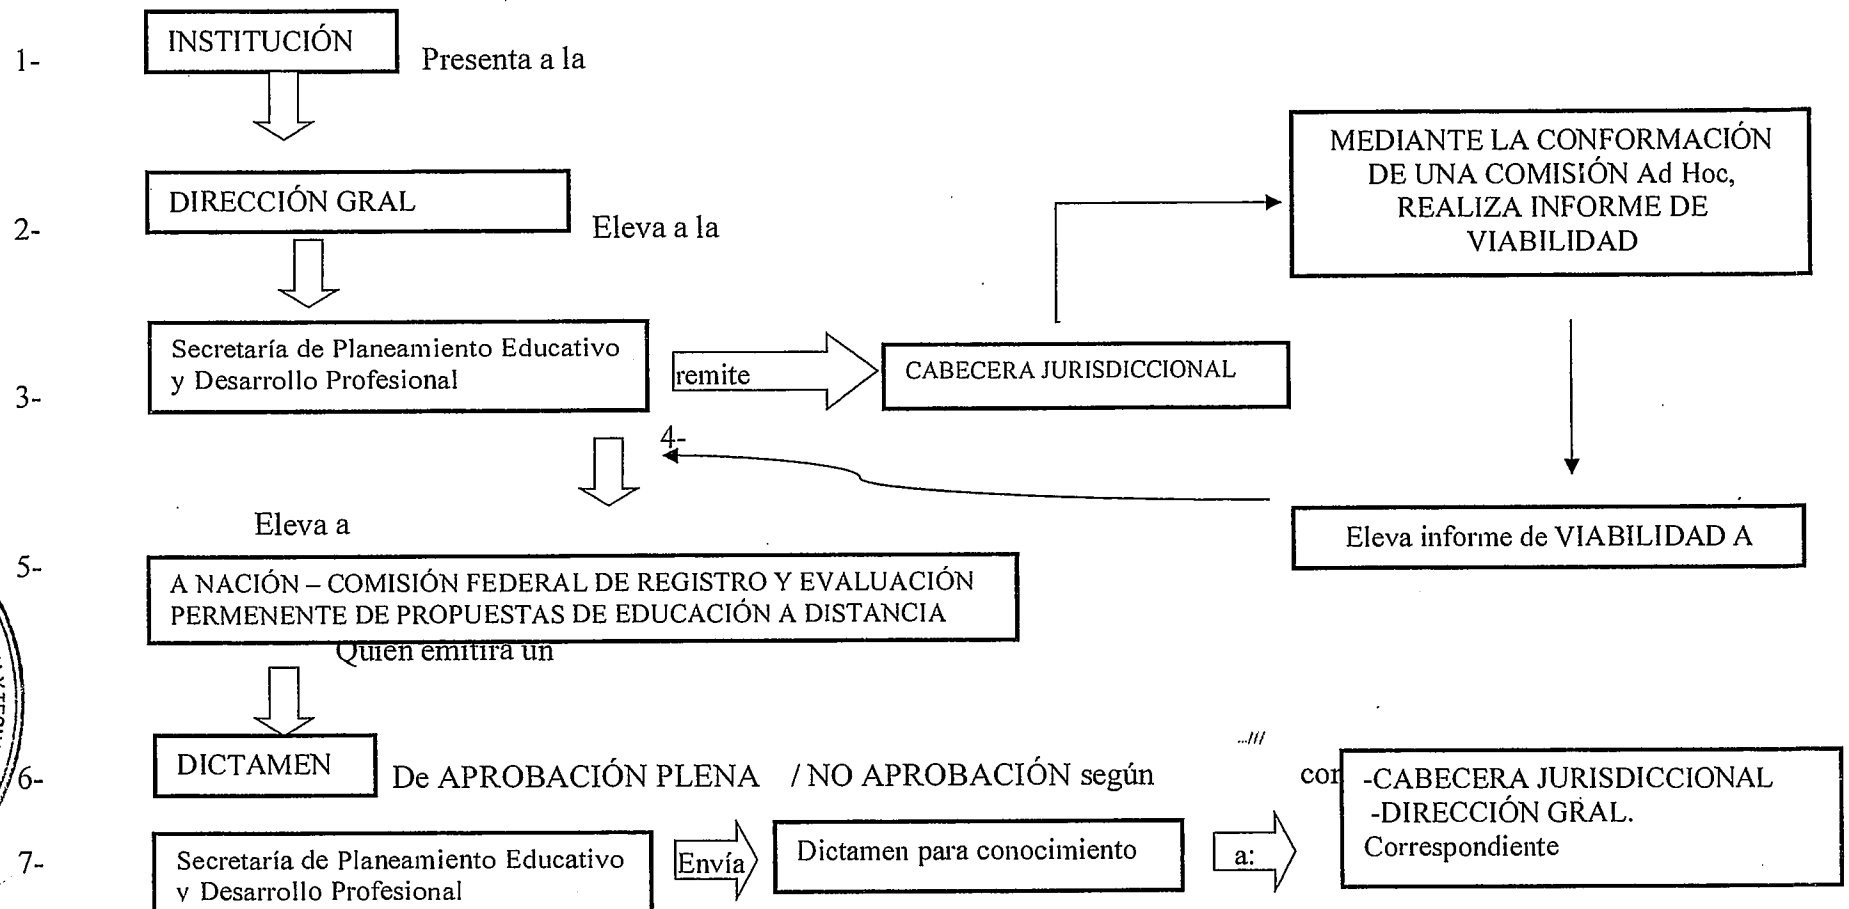 1-
INSTITUCIÓN
Presenta a la
MEDIANTE LA CONFORMACIÓN
DE UNA COMISIÓN Ad Hoc,
REALIZA INFORME DE
VIABILIDAD
2-
DIRECCIÓN GRAL
Eleva a la
3-
Secretaría de Planeamiento Educativo
y Desarrollo Profesional
remite
CABECERA JURISDICCIONAL
4-
Eleva informe de VIABILIDAD A
Eleva a
5-
A NACIÓN – COMISIÓN FEDERAL DE REGISTRO Y EVALUACIÓN
PERMENENTE DE PROPUESTAS DE EDUCACIÓN A DISTANCIA
Quien emitirá un
6-
DICTAMEN
De APROBACIÓN PLENA / NO APROBACIÓN según
...///
7-
Secretaría de Planeamiento Educativo
y Desarrollo Profesional
Envía
Dictamen para conocimiento
a:
-CABECERA JURISDICCIONAL
-DIRECCIÓN GRAL.
Correspondiente